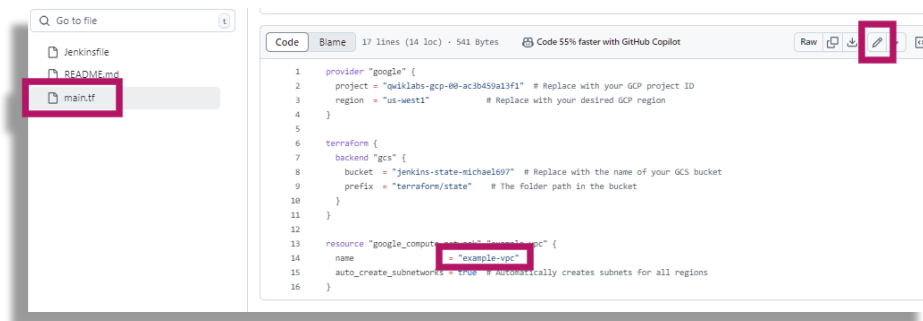 Go to file
t
Jenkinsfile
README.md
main.tf
Code Blame 17 lines (14 loc) · 541 Bytes Code 55% faster with GitHub Copilot Raw
1 provider "google" {
2 project = "qwiklabs-gcp-00-ac3b459a13f1" # Replace with your GCP project ID
3 region = "us-west1" # Replace with your desired GCP region
4 }
5
6 terraform {
7 backend "gcs" {
8 bucket = "jenkins-state-michael697" # Replace with the name of your GCS bucket
9 prefix = "terraform/state" # The folder path in the bucket
10 }
11 }
12
13 resource "google_compute_network" "example-vpc" {
14 name = "example-vpc"
15 auto_create_subnetworks = true # Automatically creates subnets for all regions
16 }